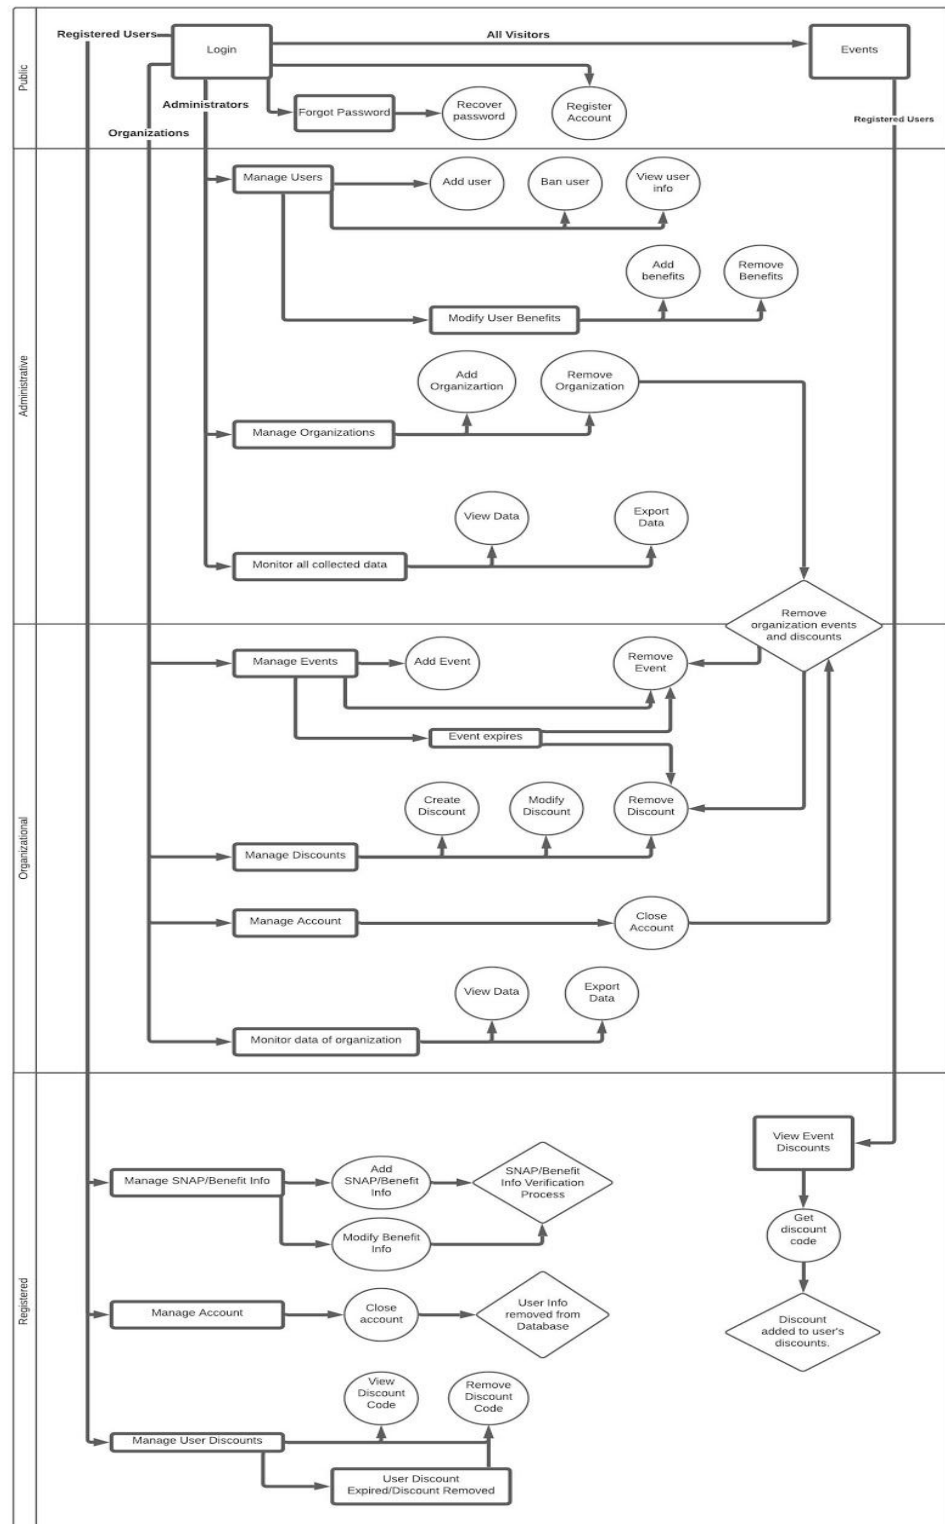 Registered Users
Login
All Visitors
Events
Public
Administrators
Forgot Password
Recover
password
Register
Account
Organizations
Registered Users
Manage Users
Add user
Ban user
View user
info
Add
benefits
Remove
Benefits
Modify User Benefits
Administrative
Add
Organizartion
Remove
Organization
Manage Organizations
View Data
Export
Data
Monitor all collected data
Remove
organization events
and discounts
Manage Events
Add Event
Remove
Event
Event expires
Create
Discount
Modify
Discount
Remove
Discount
Organizational
Manage Discounts
Manage Account
Close
Account
View Data
Export
Data
Monitor data of organization
View Event
Discounts
Manage SNAP/Benefit Info
Add
SNAP/Benefit
Info
SNAP/Benefit
Info Verification
Process
Get
discount
code
Modify Benefit
Info
Registered
Manage Account
Close
account
User Info
removed from
Database
Discount
added to user's
discounts.
View
Discount
Code
Remove
Discount
Code
Manage User Discounts
User Discount
Expired/Discount Removed